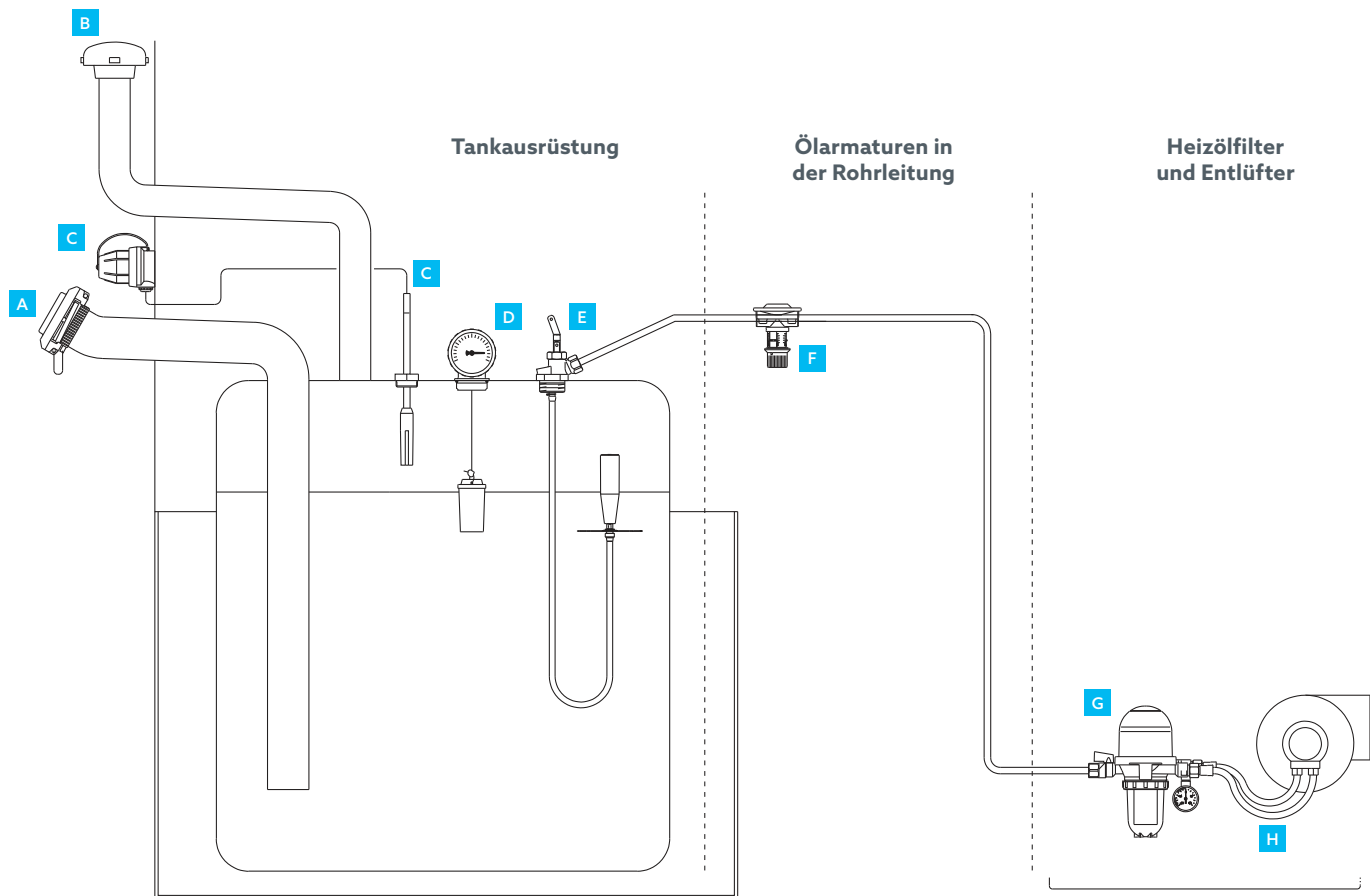 B
Tankausrüstung
Ölarmaturen in
der Rohrleitung
Heizölfilter
und Entlüfter
C
C
A
D
E
F
G
H